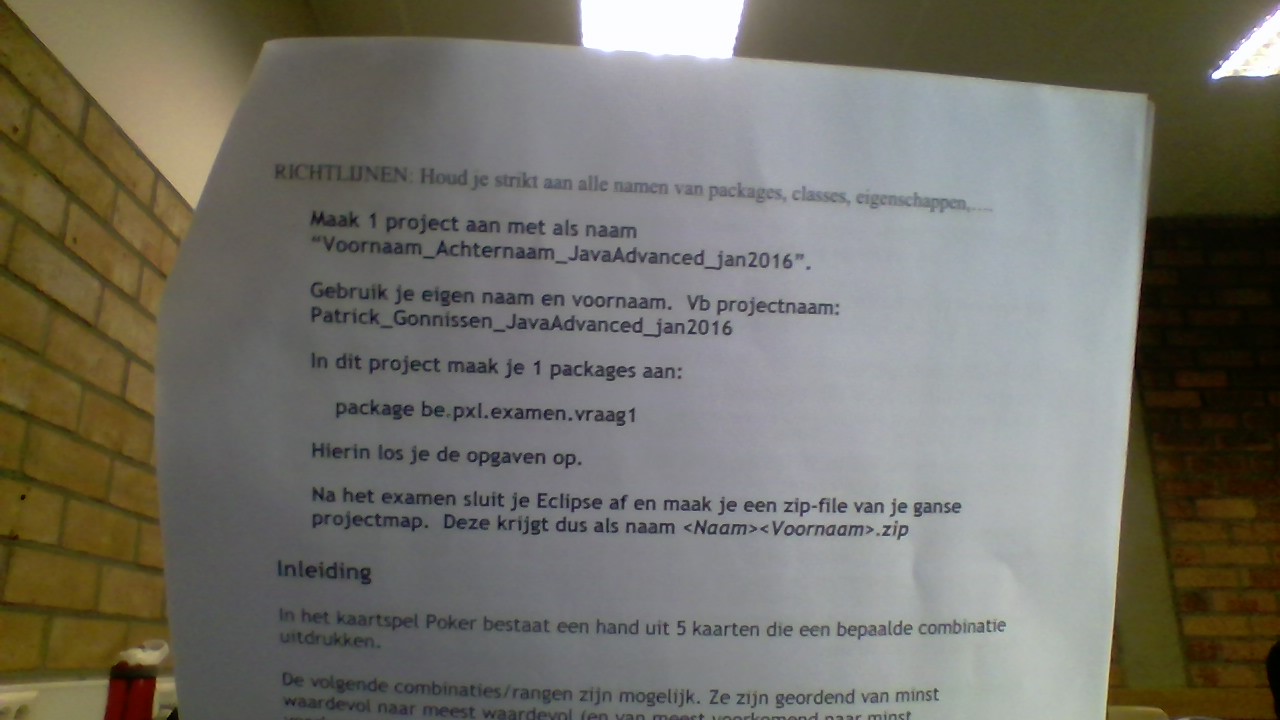 RICHTLIJNEN: Houd je strikt aan alle namen van packages, classes, eigenschappen,....
Maak 1 project aan met als naam
“Voornaam_Achternaam_JavaAdvanced_jan2016”.
Gebruik je eigen naam en voornaam. Vb projectnaam:
Patrick_Gonnissen_JavaAdvanced_jan2016
In dit project maak je 1 packages aan:
package be.pxl.examen.vraag1
Hierin los je de opgaven op.
Na het examen sluit je Eclipse af en maak je een zip-file van je ganse
projectmap. Deze krijgt dus als naam <Naam><Voornaam>.zip
Inleiding
In het kaartspel Poker bestaat een hand uit 5 kaarten die een bepaalde combinatie
uitdrukken.
De volgende combinaties/rangen zijn mogelijk. Ze zijn geordend van minst
waardevol naar meest waardevol (en van meest voorkomend naar minst